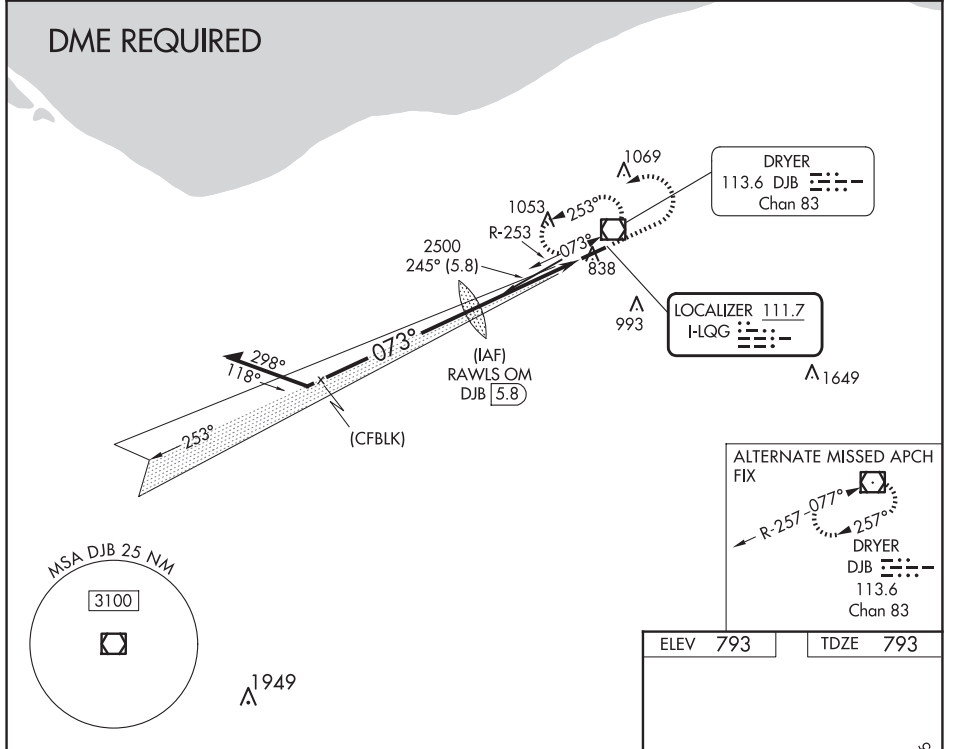 DME REQUIRED
1069
DRYER
113.6 DJB
Chan 83
1053
253°
R-253
073°
2500
245° (5.8)
838
LOCALIZER 111.7
I-LQG
993
073°
(IAF)
RAWLS OM
DJB 5.8
1649
298°
118°
(CFBLK)
253°
ALTERNATE MISSED APCH
FIX
R-257
077°
257°
DRYER
DJB
113.6
Chan 83
MSA DJB 25 NM
3100
1949
ELEV 793
TDZE 793